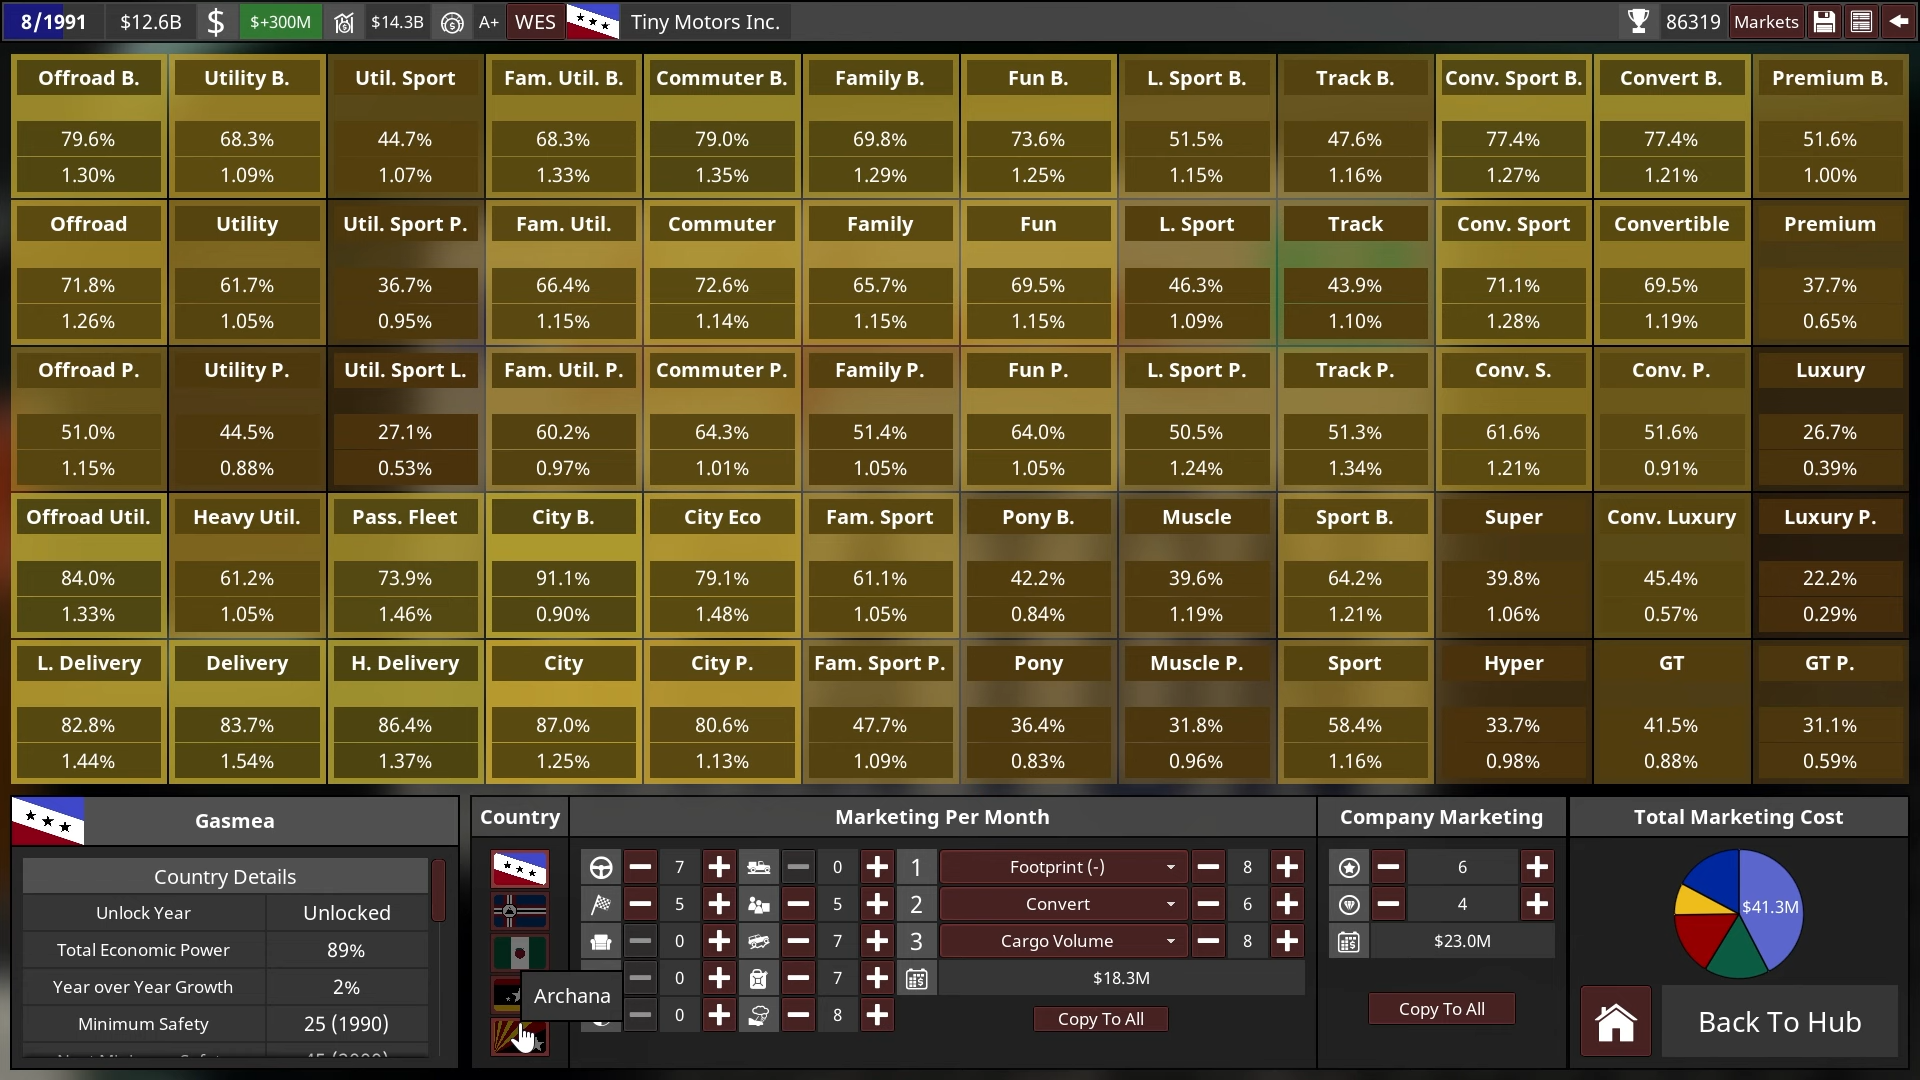 8/1991 $12.6B $ $+300M $14.3B A+ WES Tiny Motors Inc. 86319 Markets
Offroad B. Utility B. Util. Sport Fam. Util. B. Commuter B. Family B. Fun B. L. Sport B. Track B. Conv. Sport B. Convert B. Premium B.
79.6% 68.3% 44.7% 68.3% 79.0% 69.8% 73.6% 51.5% 47.6% 77.4% 77.4% 51.6%
1.30% 1.09% 1.07% 1.33% 1.35% 1.29% 1.25% 1.15% 1.16% 1.27% 1.21% 1.00%
Offroad Utility Util. Sport P. Fam. Util. Commuter Family Fun L. Sport Track Conv. Sport Convertible Premium
71.8% 61.7% 36.7% 66.4% 72.6% 65.7% 69.5% 46.3% 43.9% 71.1% 69.5% 37.7%
1.26% 1.05% 0.95% 1.15% 1.14% 1.15% 1.15% 1.09% 1.10% 1.28% 1.19% 0.65%
Offroad P. Utility P. Util. Sport L. Fam. Util. P. Commuter P. Family P. Fun P. L. Sport P. Track P. Conv. S. Conv. P. Luxury
51.0% 44.5% 27.1% 60.2% 64.3% 51.4% 64.0% 50.5% 51.3% 61.6% 51.6% 26.7%
1.15% 0.88% 0.53% 0.97% 1.01% 1.05% 1.05% 1.24% 1.34% 1.21% 0.91% 0.39%
Offroad Util. Heavy Util. Pass. Fleet City B. City Eco Fam. Sport Pony B. Muscle Sport B. Super Conv. Luxury Luxury P.
84.0% 61.2% 73.9% 91.1% 79.1% 61.1% 42.2% 39.6% 64.2% 39.8% 45.4% 22.2%
1.33% 1.05% 1.46% 0.90% 1.48% 1.05% 0.84% 1.19% 1.21% 1.06% 0.57% 0.29%
L. Delivery Delivery H. Delivery City City P. Fam. Sport P. Pony Muscle P. Sport Hyper GT GT P.
82.8% 83.7% 86.4% 87.0% 80.6% 47.7% 36.4% 31.8% 58.4% 33.7% 41.5% 31.1%
1.44% 1.54% 1.37% 1.25% 1.13% 1.09% 0.83% 0.96% 1.16% 0.98% 0.88% 0.59%
Gasmea
Country Details
Unlock Year Unlocked
Total Economic Power 89%
Year over Year Growth 2%
Minimum Safety 25 (1990)
Country
Archana
Marketing Per Month
7 0 1 Footprint (-) 8
5 5 2 Convert 6
0 7 3 Cargo Volume 8
0 7 $18.3M
0 8 Copy To All
Company Marketing
6
4
$23.0M
Copy To All
Total Marketing Cost
$41.3M
Back To Hub